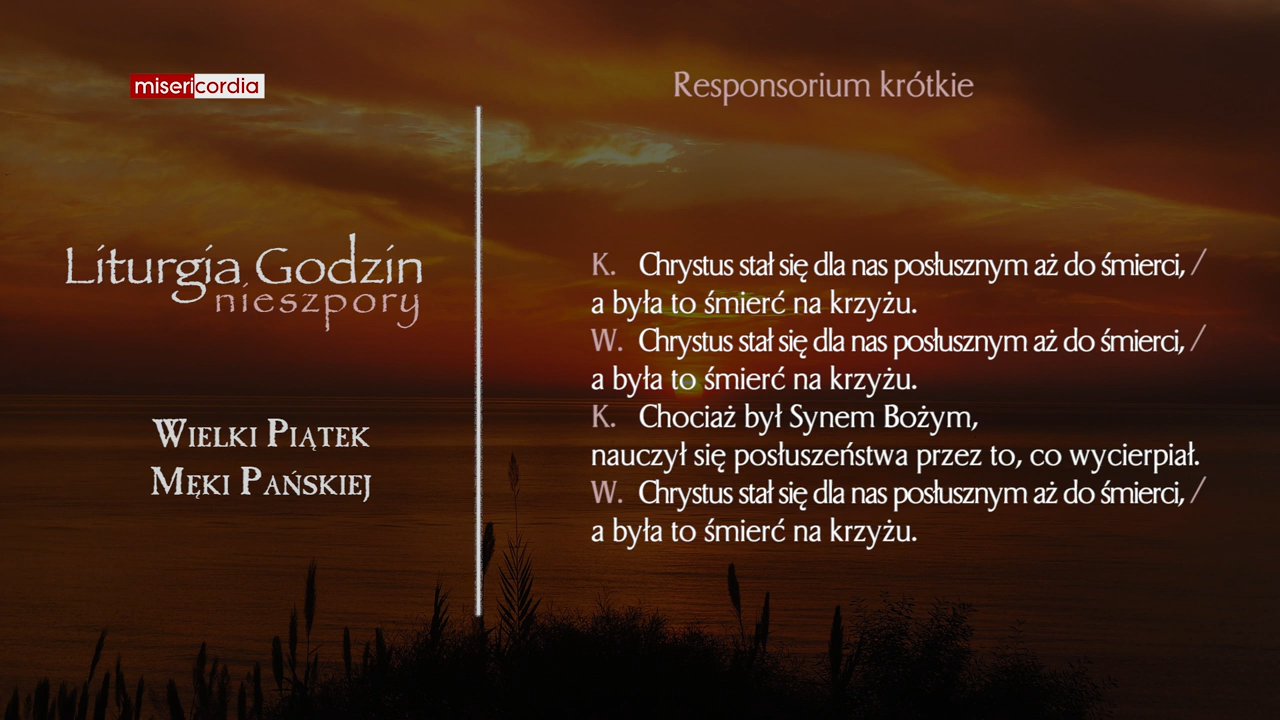 misericordia
Liturgia Godzin
nieszpory
Wielki Piątek
Męki Pańskiej
Responsorium krótkie
K. Chrystus stał się dla nas posłusznym aż do śmierci, /
a była to śmierć na krzyżu.
W. Chrystus stał się dla nas posłusznym aż do śmierci, /
a była to śmierć na krzyżu.
K. Chociaż był Synem Bożym,
nauczył się posłuszeństwa przez to, co wycierpiał.
W. Chrystus stał się dla nas posłusznym aż do śmierci, /
a była to śmierć na krzyżu.